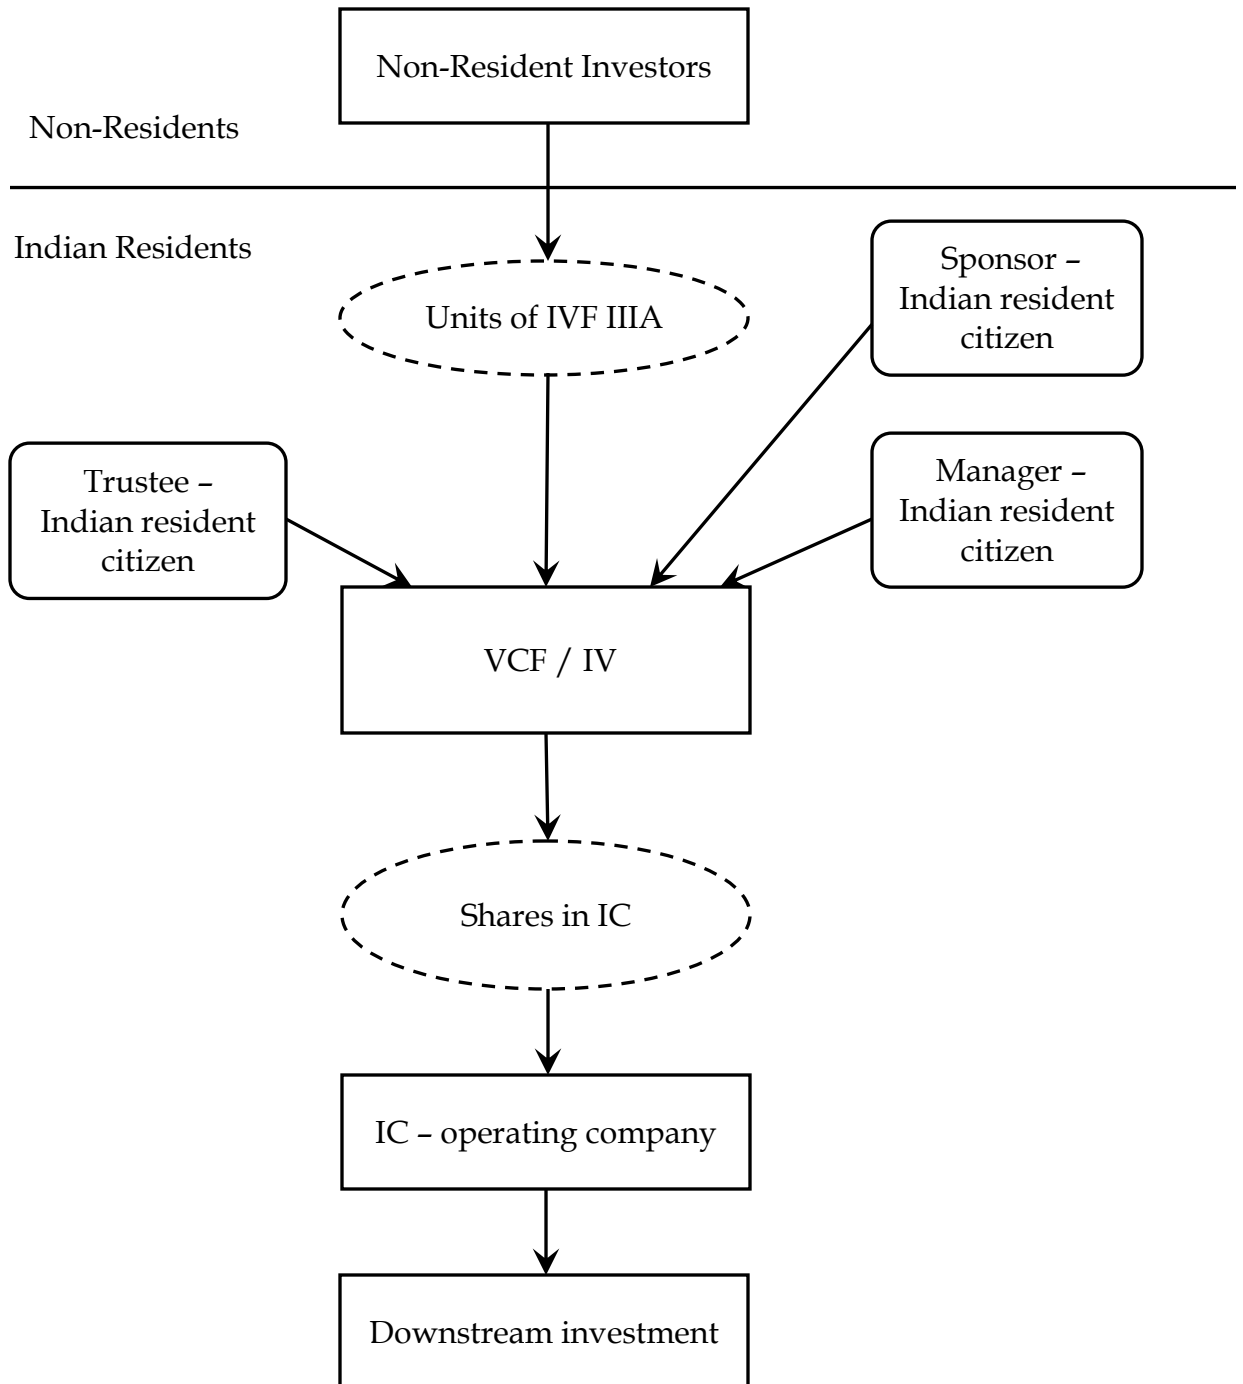 Non-Resident Investors
Non-Residents
Indian Residents
Sponsor –
Indian resident
citizen
Units of IVF IIIA
Trustee –
Indian resident
citizen
Manager –
Indian resident
citizen
VCF / IV
Shares in IC
IC – operating company
Downstream investment